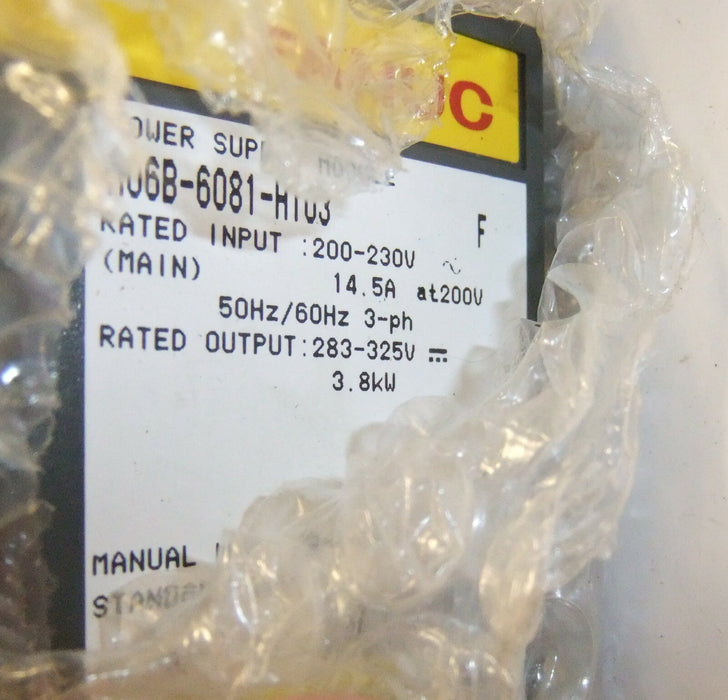 POWER SUP MODULE
A06B-6081-H103
F
RATED INPUT :200-230V ~
(MAIN) 14.5A at200V
50Hz/60Hz 3-ph
RATED OUTPUT:283-325V ⎓
3.8kW
MANUAL